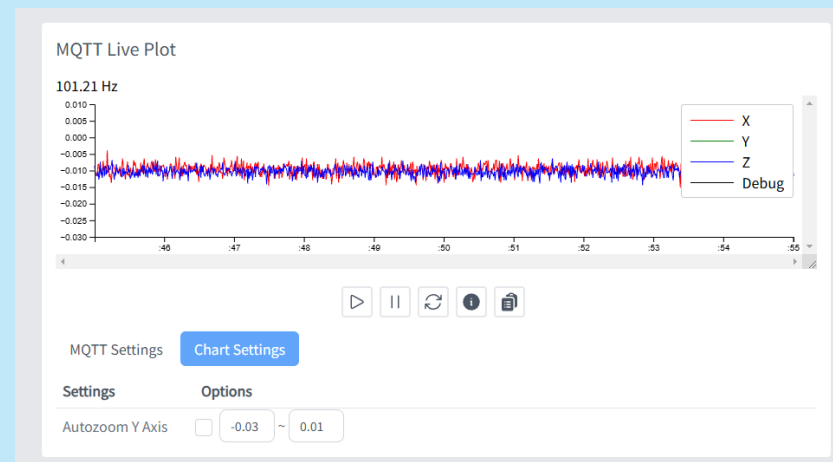 MQTT Live Plot
101.21 Hz
0.010
0.005
0.000
−0.005
−0.010
−0.015
−0.020
−0.025
−0.030
X
Y
Z
Debug
:46 :47 :48 :49 :50 :51 :52 :53 :54 :55
MQTT Settings Chart Settings
Settings Options
Autozoom Y Axis -0.03 ~ 0.01